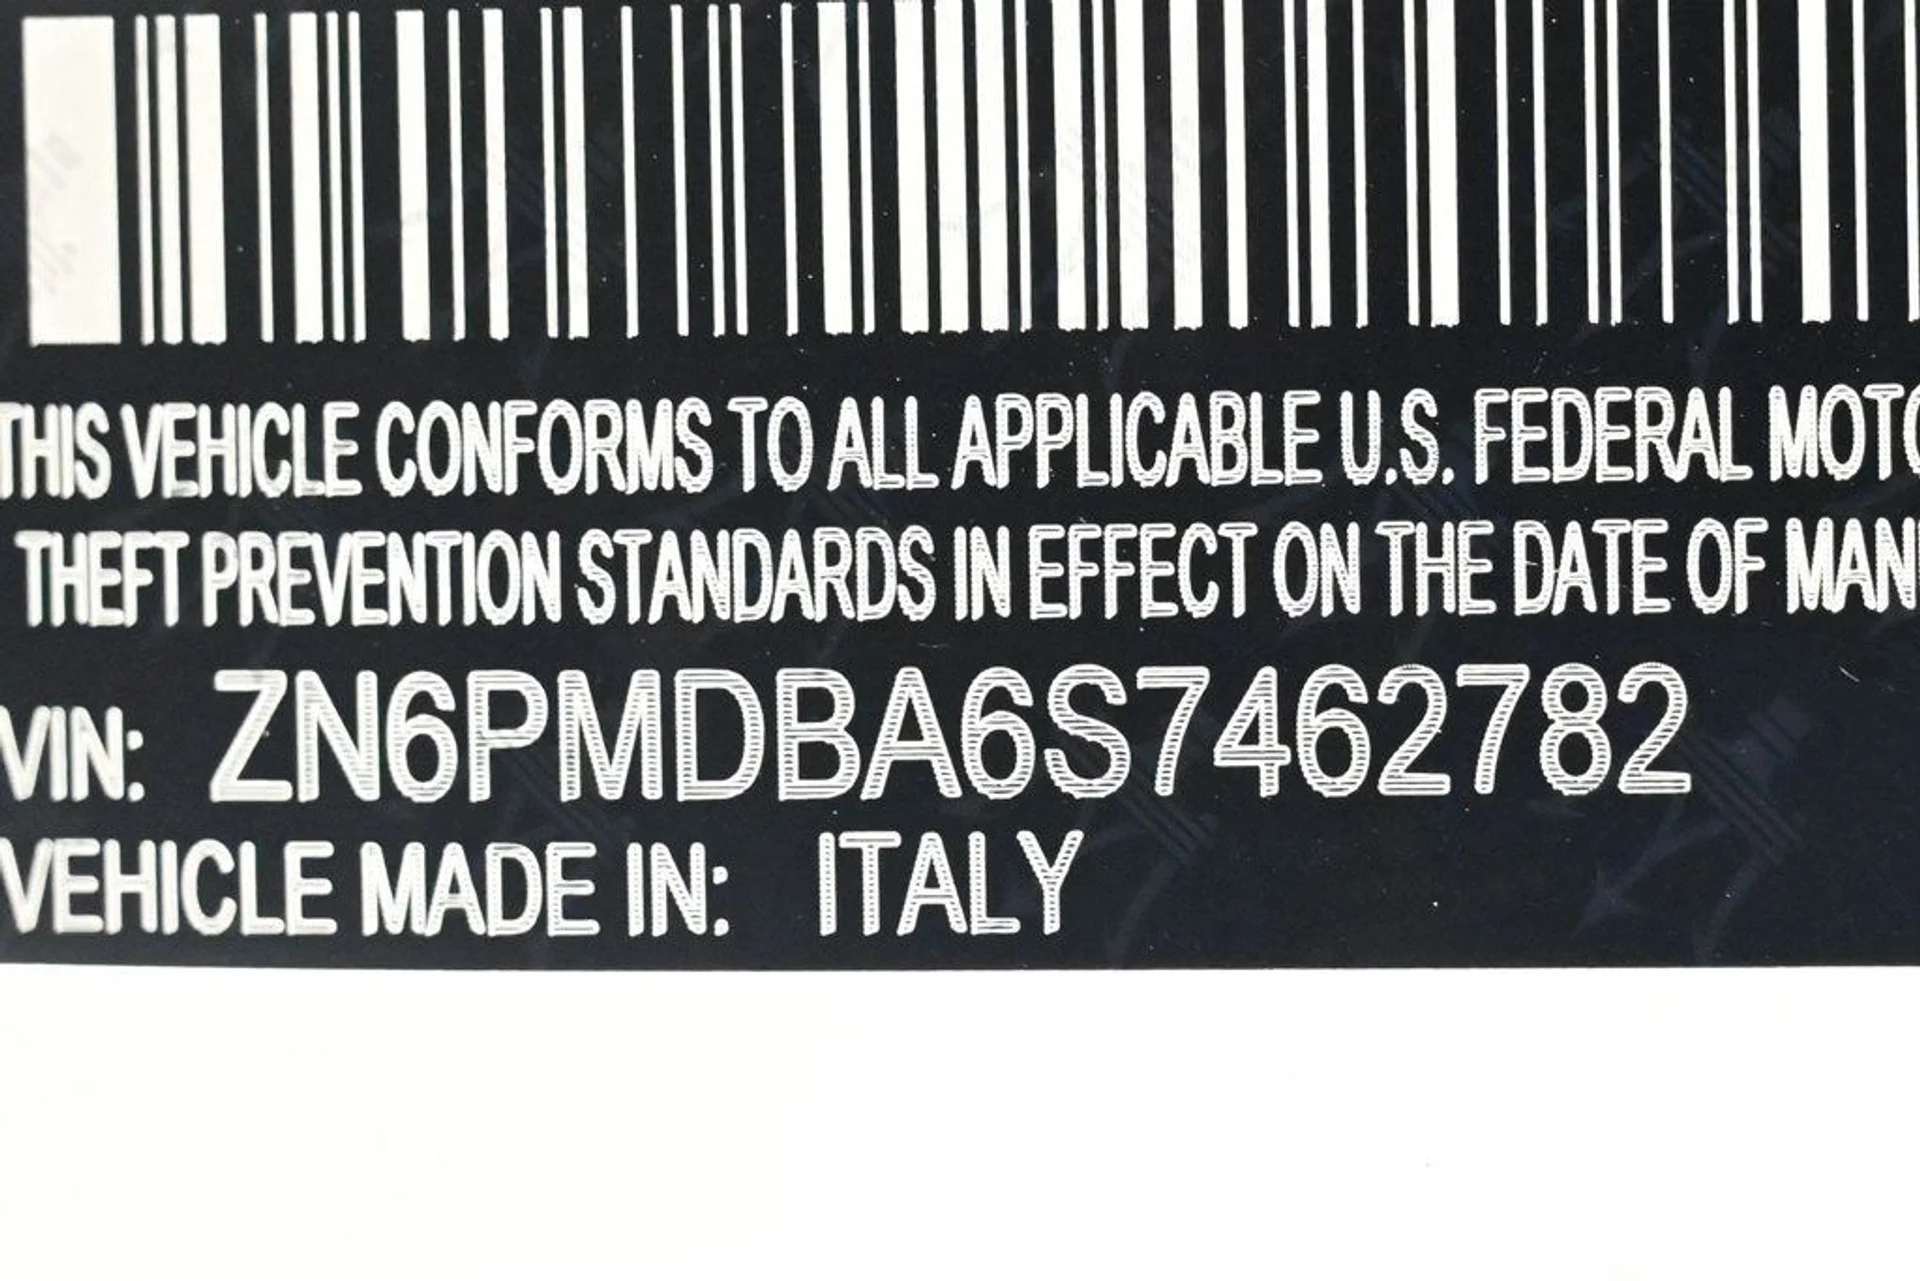 THIS VEHICLE CONFORMS TO ALL APPLICABLE U.S. FEDERAL MOTO
THEFT PREVENTION STANDARDS IN EFFECT ON THE DATE OF MAN
VIN: ZN6PMDBA6S7462782
VEHICLE MADE IN: ITALY